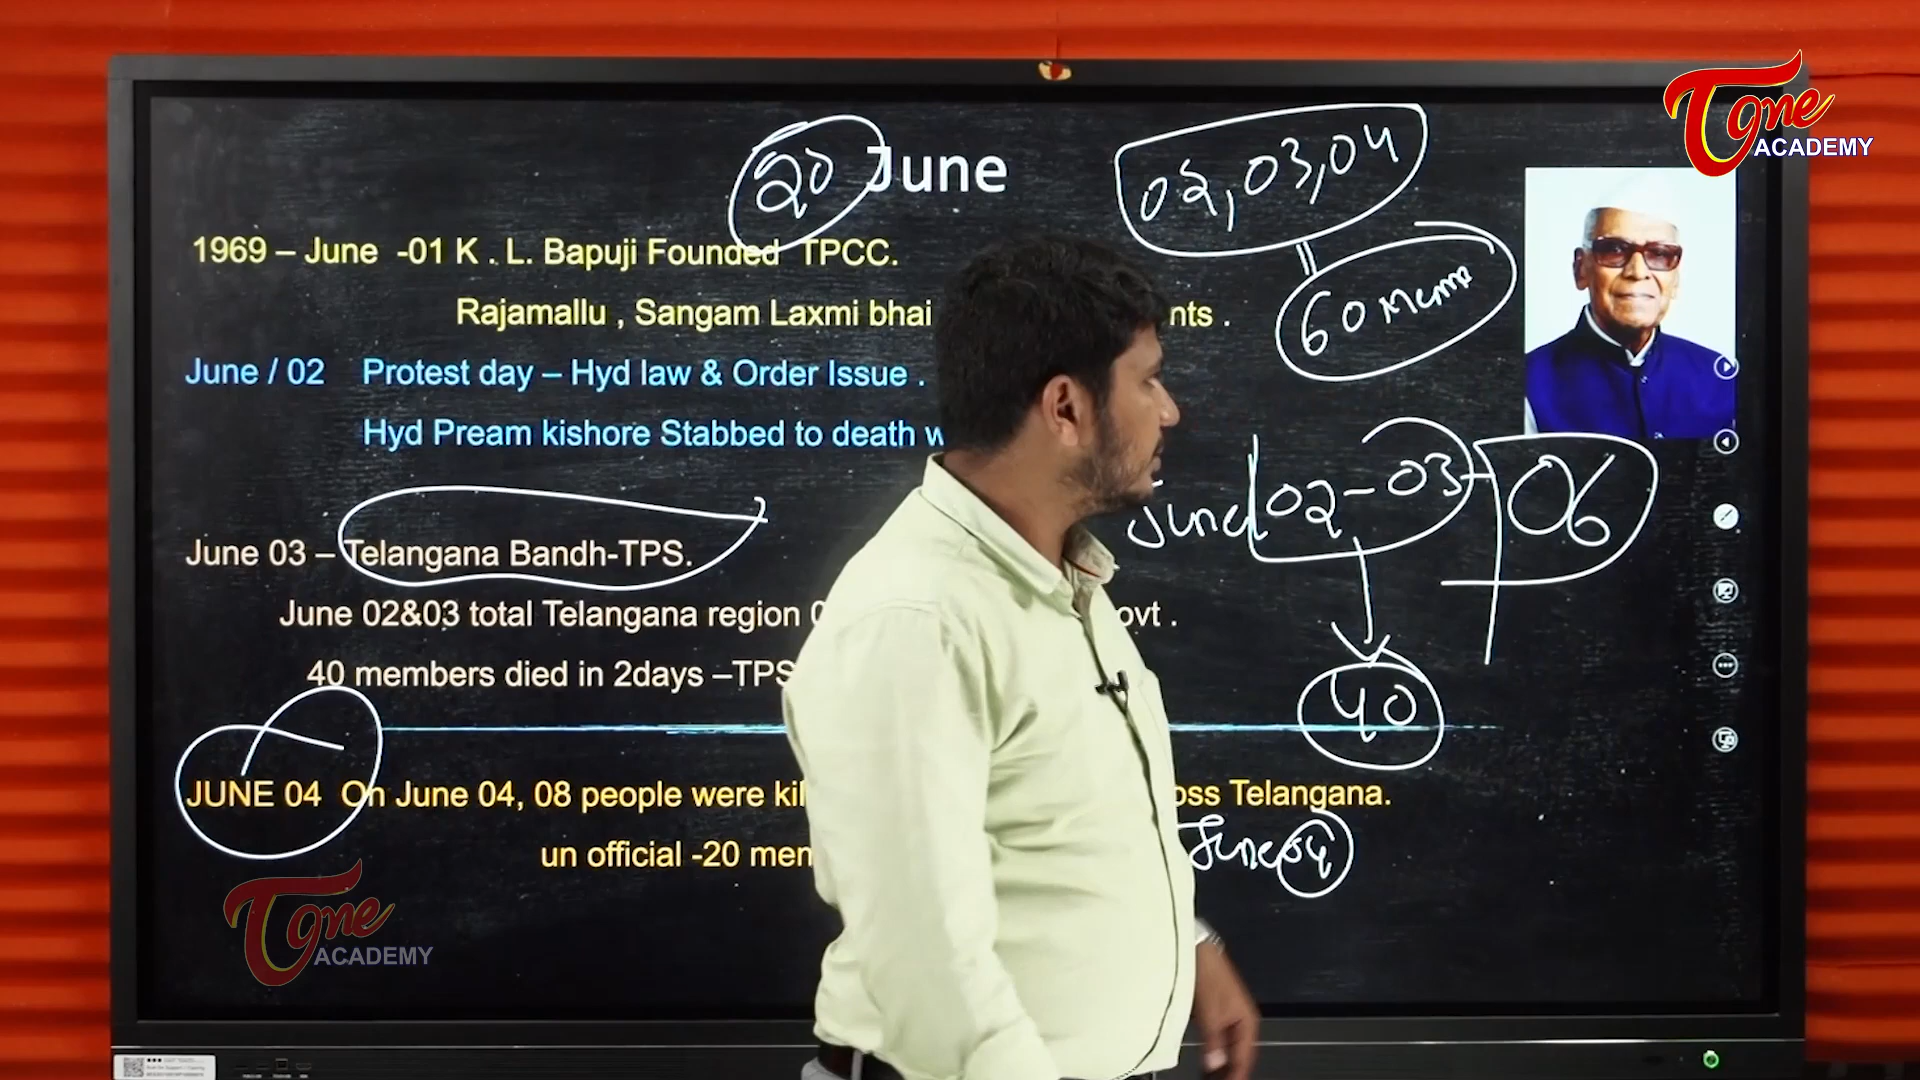 Tone ACADEMY
20 June
02,03,04
1969 – June -01 K . L. Bapuji Founded TPCC.
60
Rajamallu , Sangam Laxmi bhai nts .
June / 02 Protest day – Hyd law & Order Issue .
Hyd Pream kishore Stabbed to death w
June 02-03 06
June 03 – Telangana Bandh-TPS.
June 02&03 total Telangana region 0 ovt .
40 members died in 2days –TPS
40
JUNE 04 On June 04, 08 people were kil oss Telangana.
un official -20 mem June 04
Tone ACADEMY